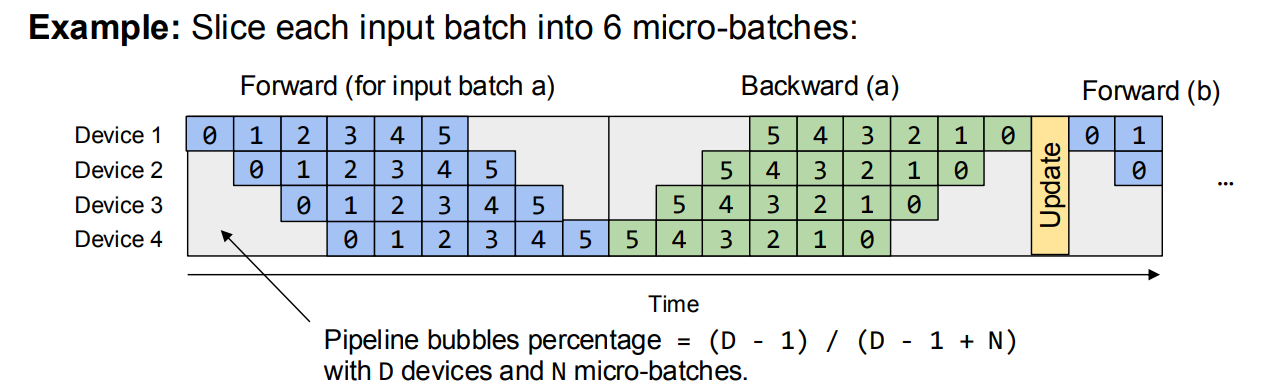 Example: Slice each input batch into 6 micro-batches:
Forward (for input batch a) Backward (a) Forward (b)
Device 1 0 1 2 3 4 5 5 4 3 2 1 0 0 1
Device 2 0 1 2 3 4 5 5 4 3 2 1 0 0
Device 3 0 1 2 3 4 5 5 4 3 2 1 0
Device 4 0 1 2 3 4 5 5 4 3 2 1 0
Update
...
Time
Pipeline bubbles percentage = (D - 1) / (D - 1 + N)
with D devices and N micro-batches.